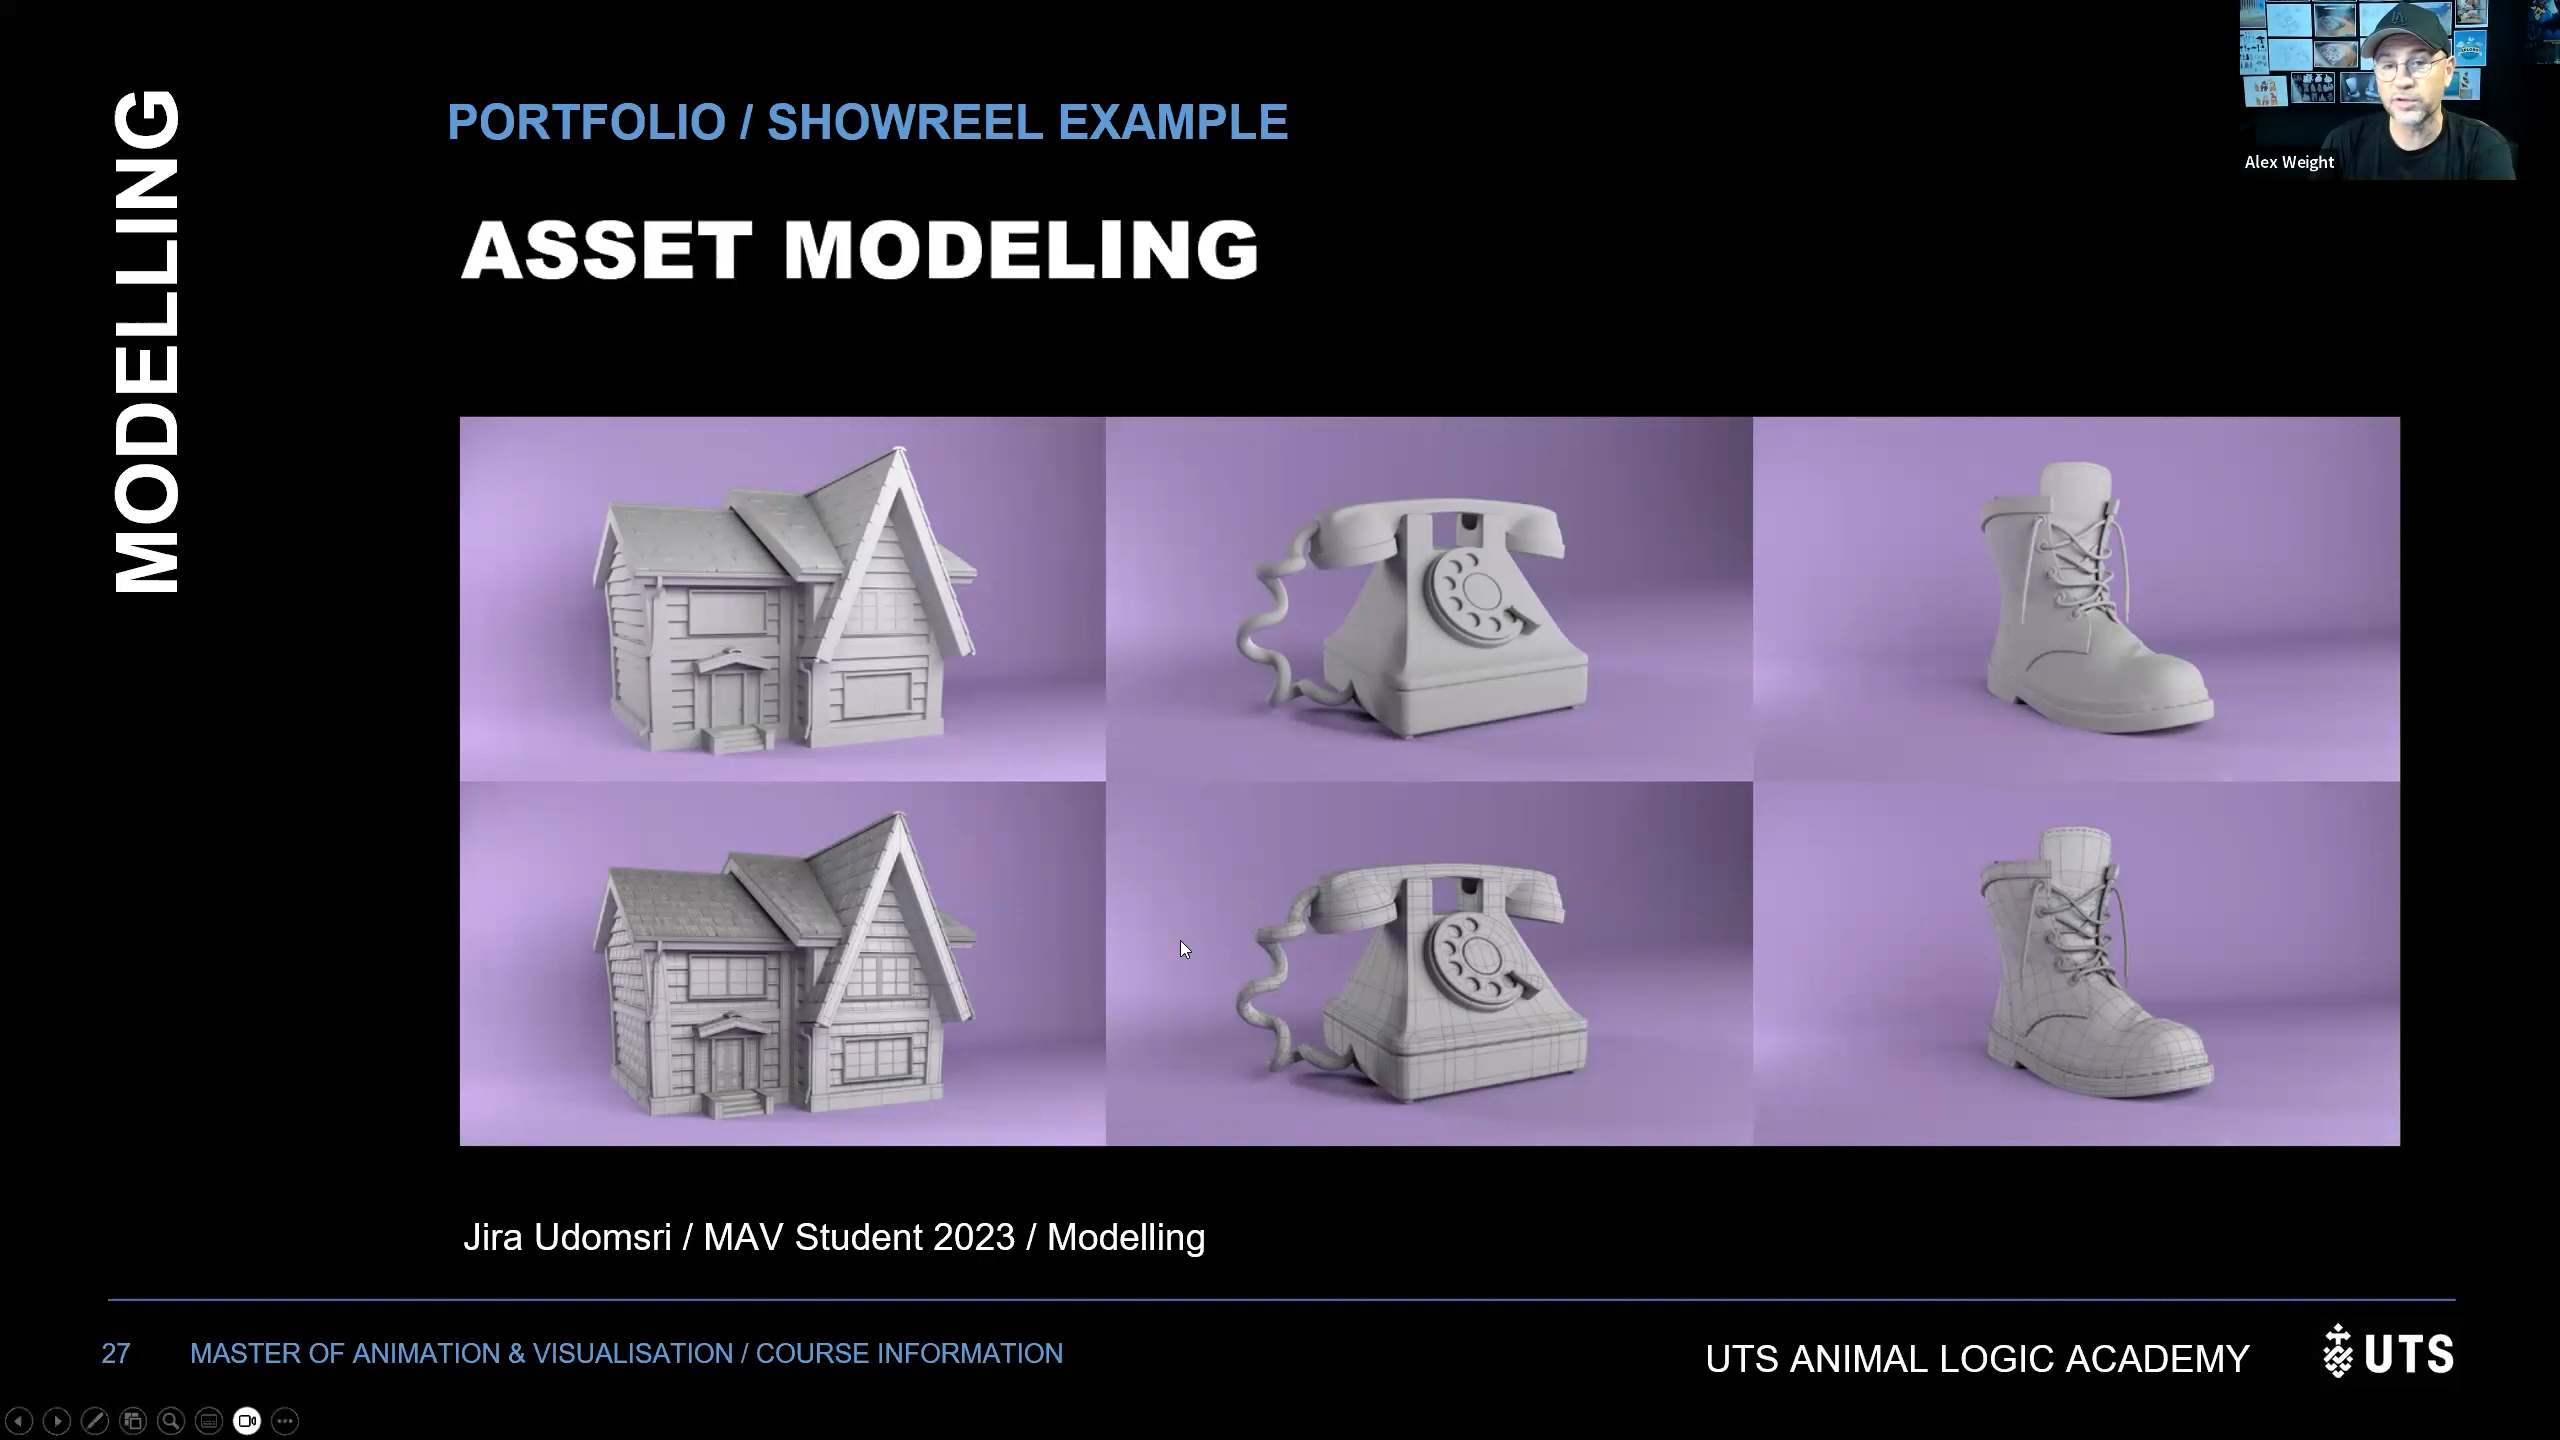 MODELLING
PORTFOLIO / SHOWREEL EXAMPLE
ASSET MODELING
Alex Weight
Jira Udomsri / MAV Student 2023 / Modelling
27 MASTER OF ANIMATION & VISUALISATION / COURSE INFORMATION
UTS ANIMAL LOGIC ACADEMY
UTS